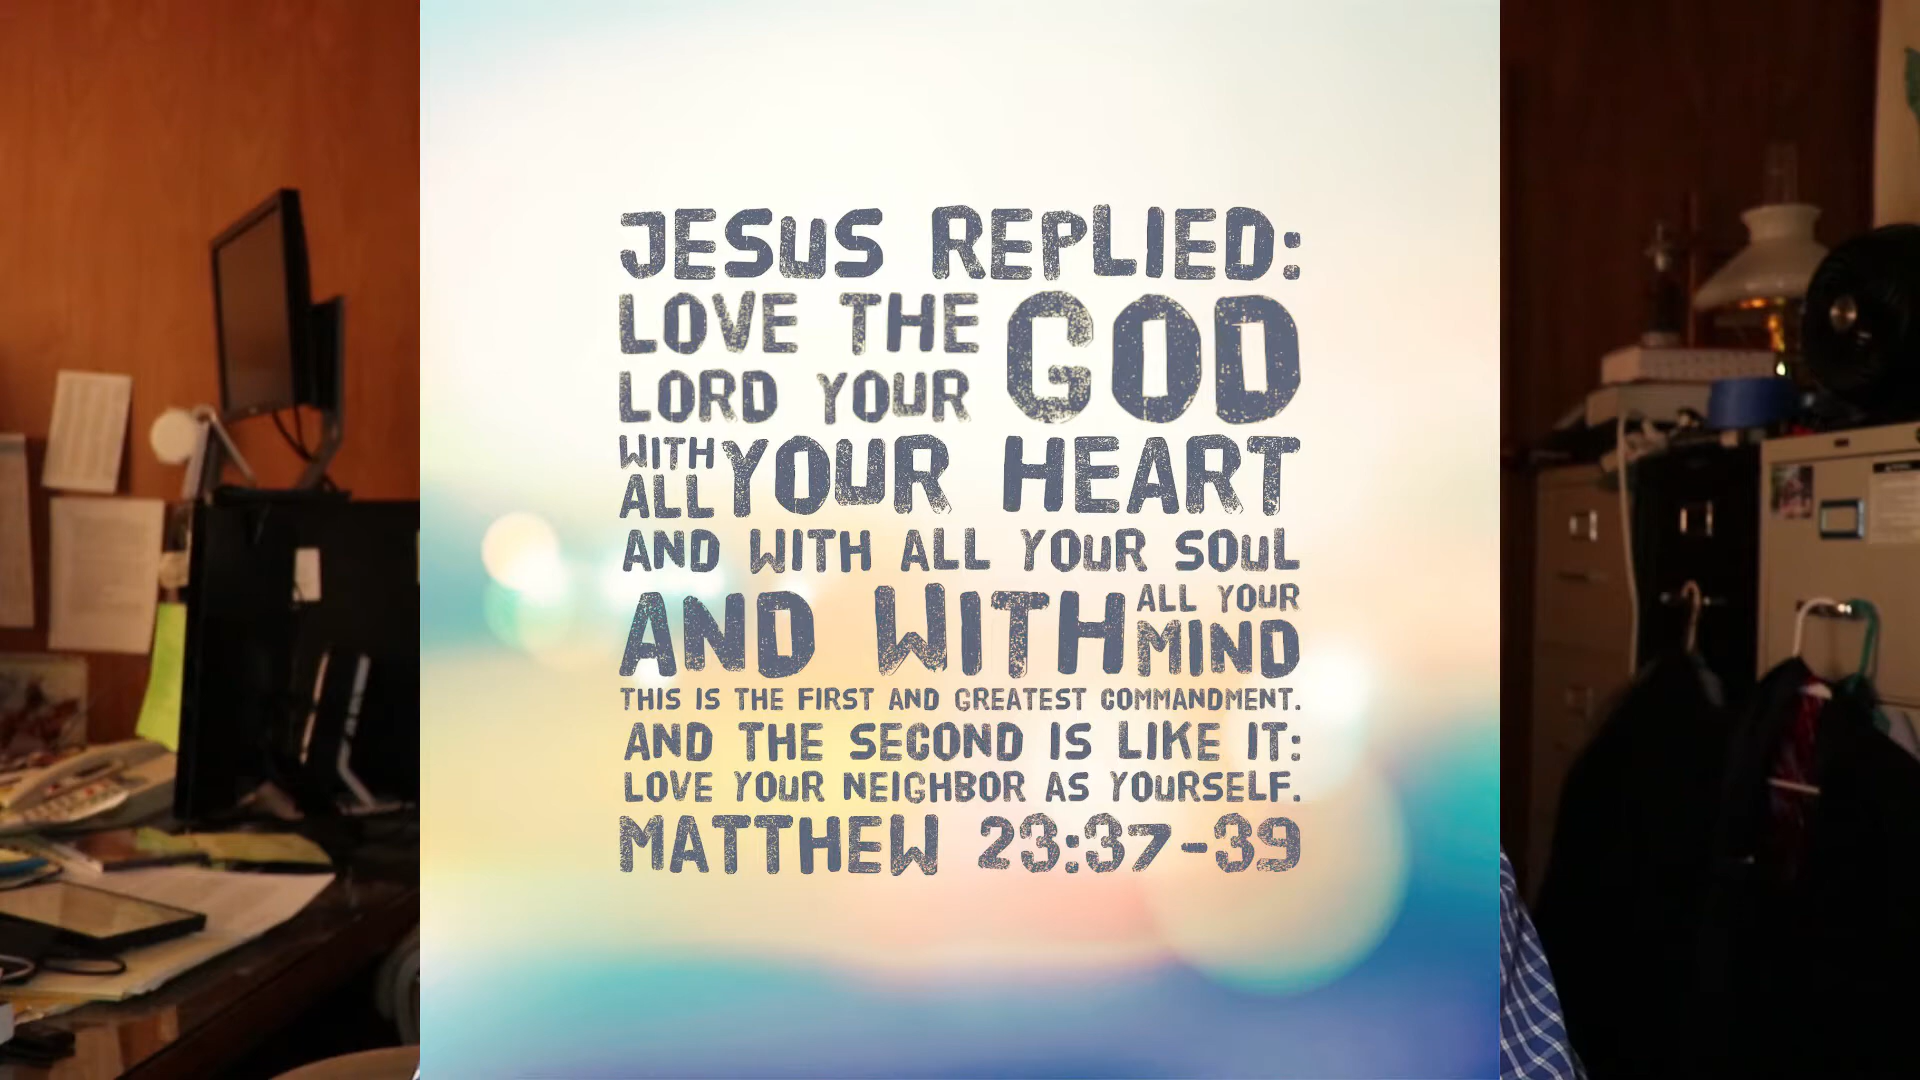 JESUS REPLIED:
LOVE THE
LORD YOUR GOD
WITH
ALL YOUR HEART
AND WITH ALL YOUR SOUL
AND WITH ALL YOUR
MIND
THIS IS THE FIRST AND GREATEST COMMANDMENT.
AND THE SECOND IS LIKE IT:
LOVE YOUR NEIGHBOR AS YOURSELF.
MATTHEW 23:37-39